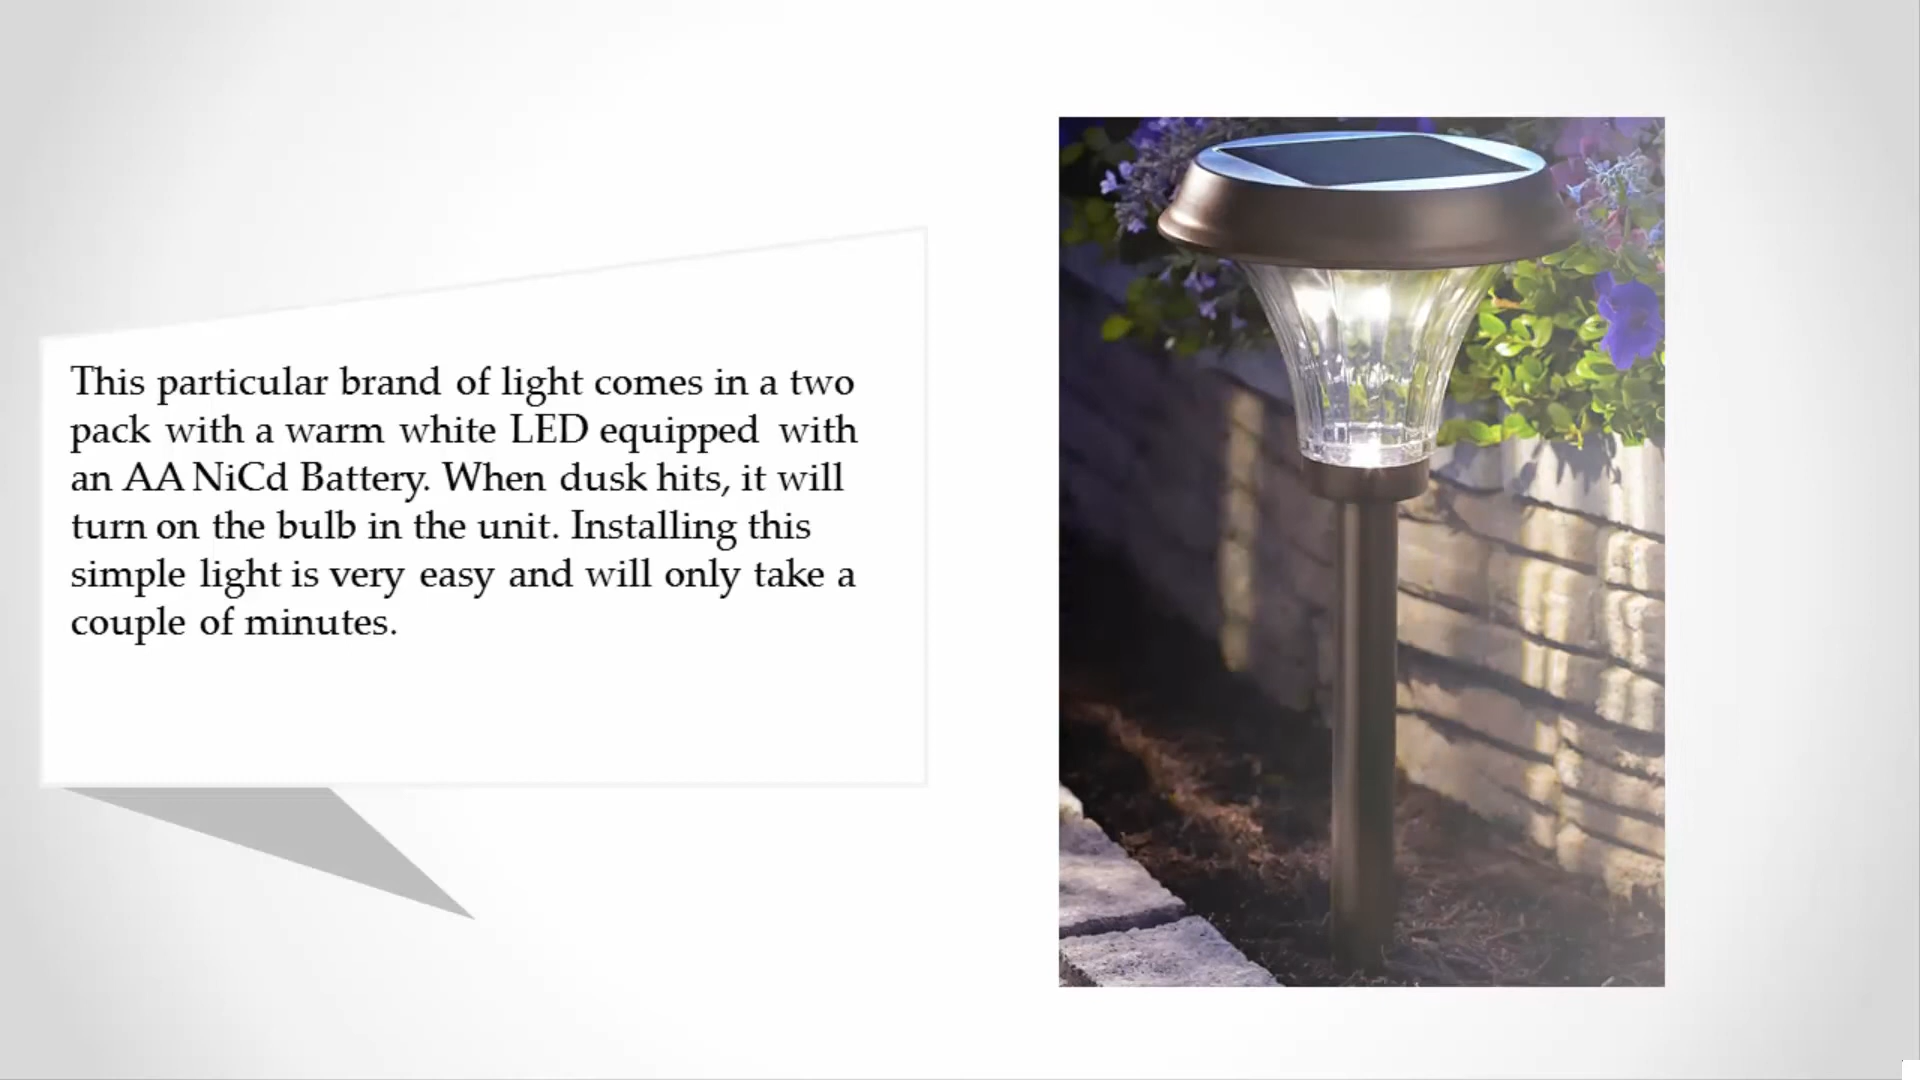 This particular brand of light comes in a two
pack with a warm white LED equipped with
an AA NiCd Battery. When dusk hits, it will
turn on the bulb in the unit. Installing this
simple light is very easy and will only take a
couple of minutes.